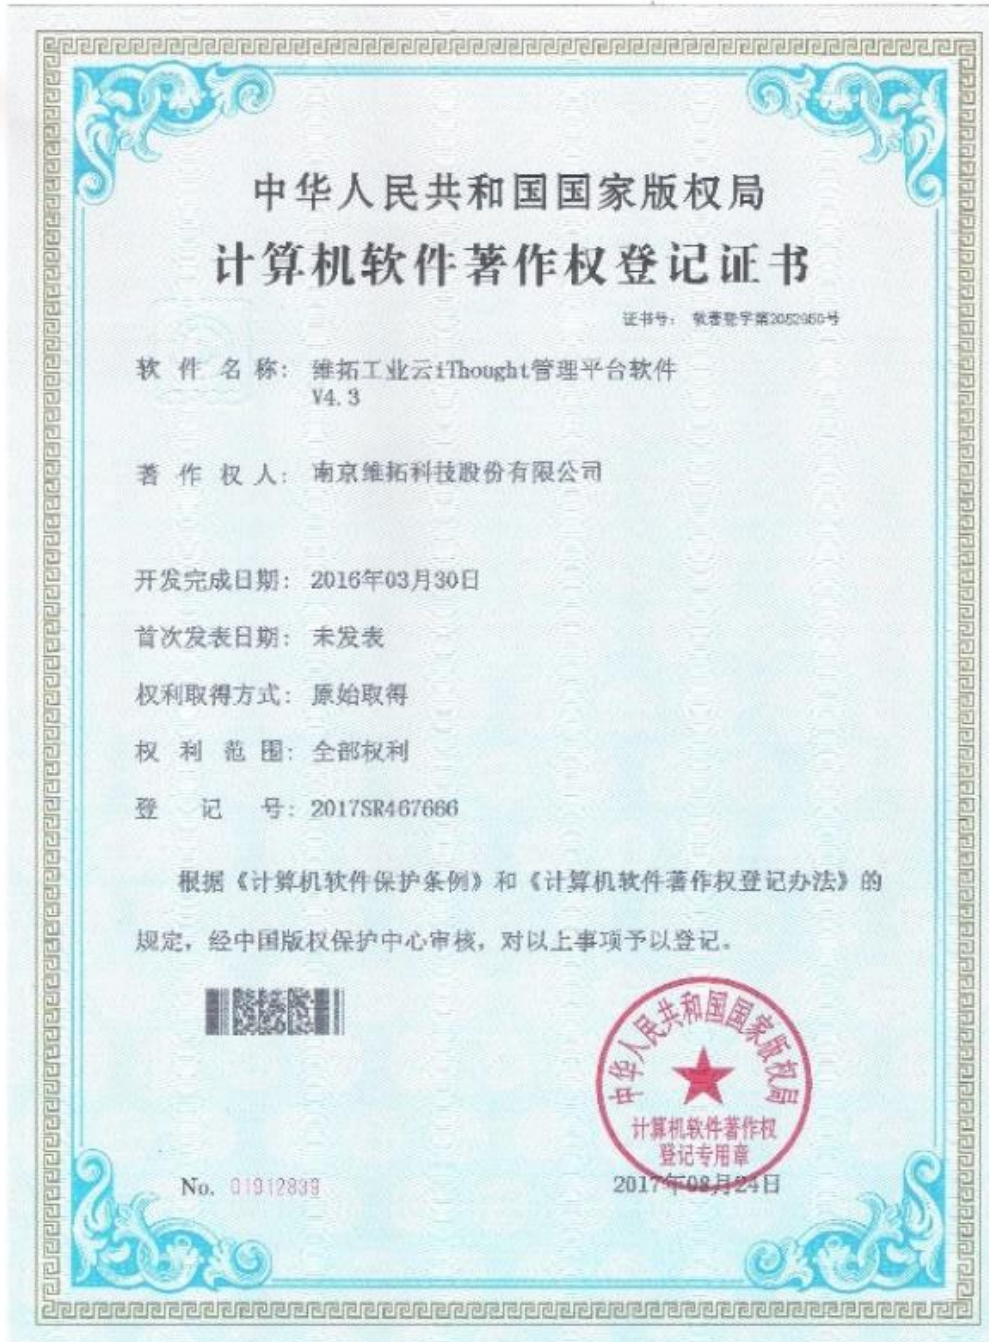 中华人民共和国国家版权局
计算机软件著作权登记证书
证书号： 软著登字第2052950号
软件名称： 维拓工业云iThought管理平台软件
V4.3
著作权人： 南京维拓科技股份有限公司
开发完成日期： 2016年03月30日
首次发表日期： 未发表
权利取得方式： 原始取得
权利范围： 全部权利
登记号： 2017SR467666
根据《计算机软件保护条例》和《计算机软件著作权登记办法》的
规定，经中国版权保护中心审核，对以上事项予以登记。
中华人民共和国国家版权局
计算机软件著作权
登记专用章
No. 01912839
2017年08月24日